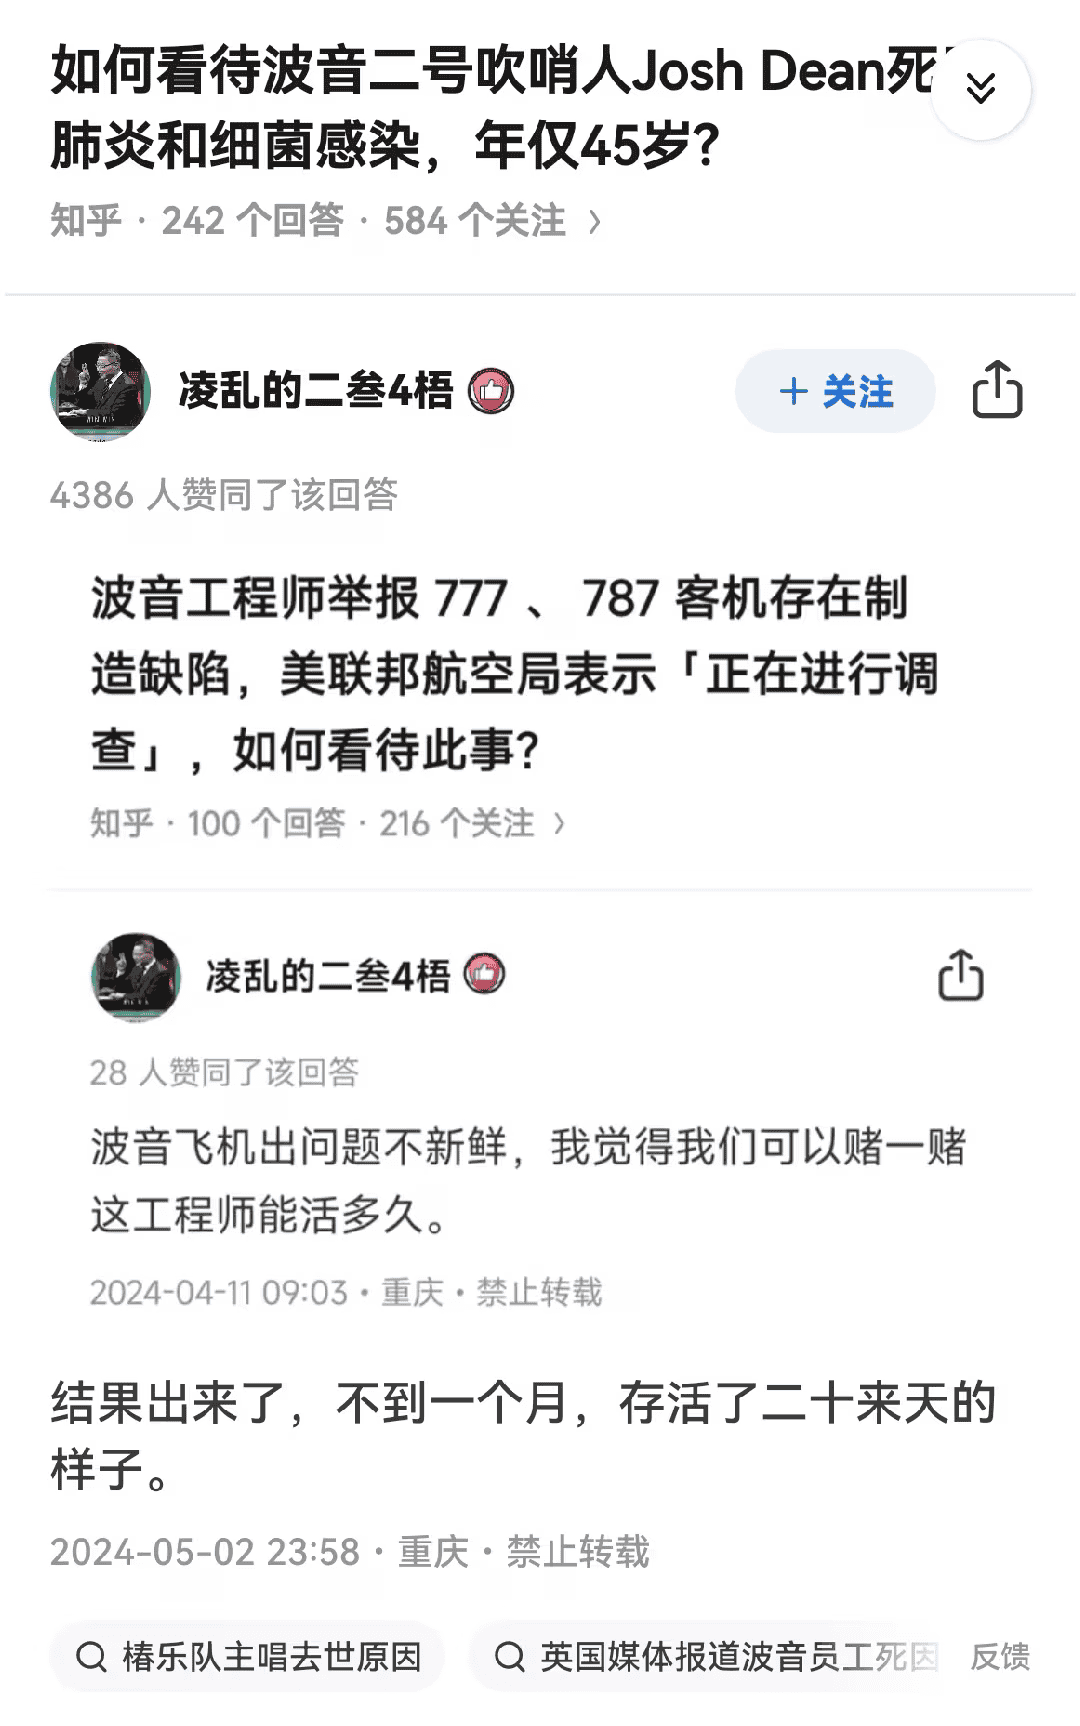 如何看待波音二号吹哨人Josh Dean死
肺炎和细菌感染，年仅45岁？
知乎 · 242 个回答 · 584 个关注 >
凌乱的二叁4梧
+ 关注
4386 人赞同了该回答
波音工程师举报 777 、 787 客机存在制
造缺陷，美联邦航空局表示「正在进行调
查」，如何看待此事？
知乎 · 100 个回答 · 216 个关注 >
凌乱的二叁4梧
28 人赞同了该回答
波音飞机出问题不新鲜，我觉得我们可以赌一赌
这工程师能活多久。
2024-04-11 09:03 · 重庆 · 禁止转载
结果出来了，不到一个月，存活了二十来天的
样子。
2024-05-02 23:58 · 重庆 · 禁止转载
椿乐队主唱去世原因
英国媒体报道波音员工死因
反馈